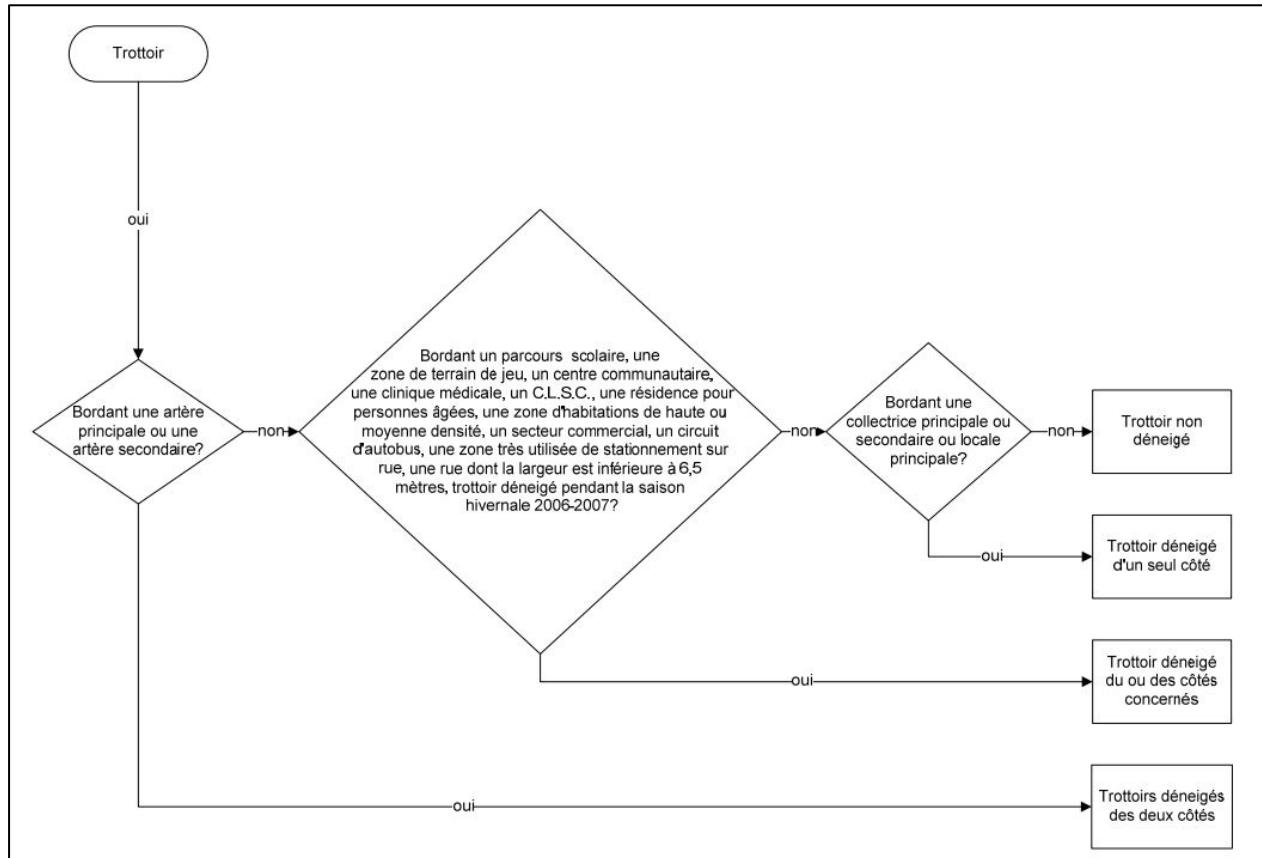 Trottoir
oui
Bordant une artère
principale ou une
artère secondaire?
non
Bordant un parcours scolaire, une
zone de terrain de jeu, un centre communautaire,
une clinique médicale, un C.L.S.C., une résidence pour
personnes âgées, une zone d'habitations de haute ou
moyenne densité, un secteur commercial, un circuit
d'autobus, une zone très utilisée de stationnement sur
rue, une rue dont la largeur est inférieure à 6,5
mètres, trottoir déneigé pendant la saison
hivernale 2006-2007?
non
Bordant une
collectrice principale ou
secondaire ou locale
principale?
non
Trottoir non
déneigé
oui
Trottoir déneigé
d'un seul côté
oui
Trottoir déneigé
du ou des côtés
concernés
oui
Trottoirs déneigés
des deux côtés